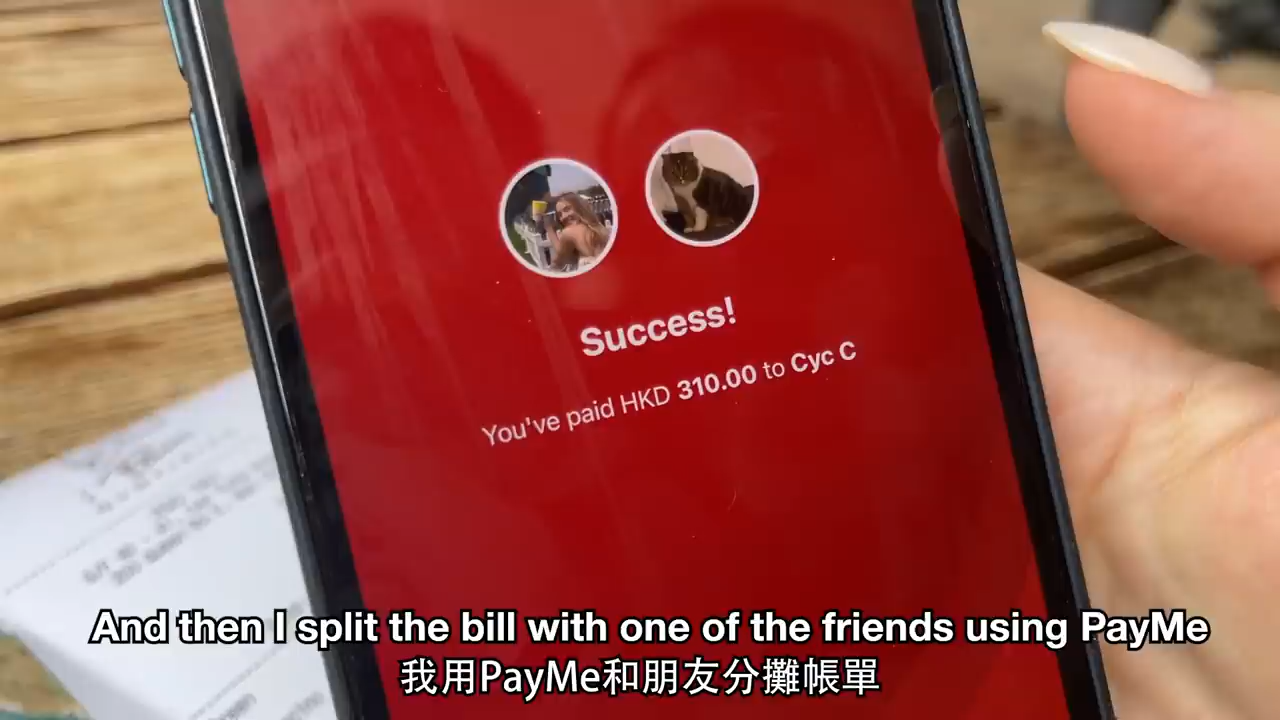 Success!
You've paid HKD 310.00 to Cyc C
And then I split the bill with one of the friends using PayMe
我用PayMe和朋友分攤帳單